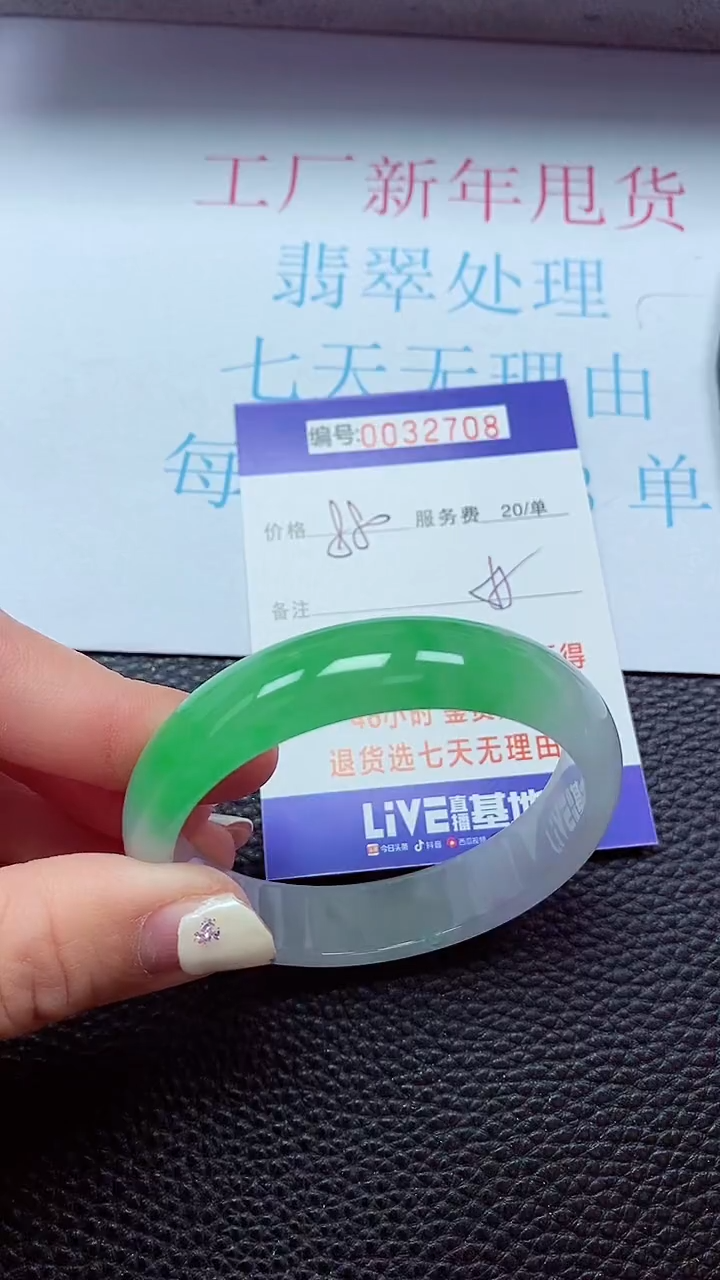 工厂新年甩货
翡翠处理
七天无理由
每 单
编号:0032708
价格 88 服务费 20/单
备注
得
48小时
退货选七天无理由
LiVE直播基地
今日头条 抖音 西瓜视频